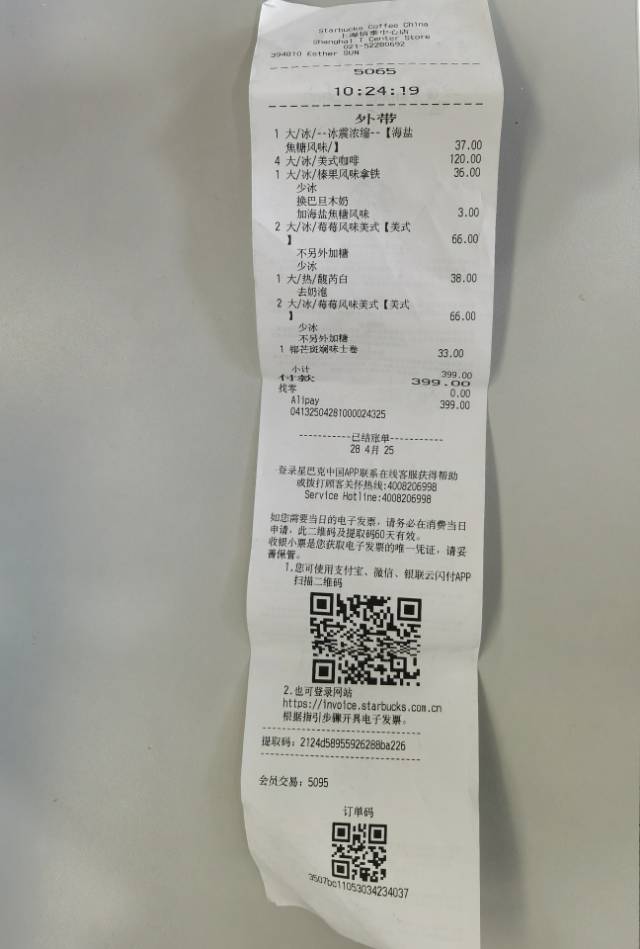 Starbucks Coffee China
上海信泰中心店
Shanghai T Center Store
021-52280692
394810 Esther SUN
5065
10:24:19
外带
1 大/冰/--冰震浓缩--【海盐
焦糖风味/】 37.00
4 大/冰/美式咖啡 120.00
1 大/冰/榛果风味拿铁 36.00
少冰
换巴旦木奶
加海盐焦糖风味 3.00
2 大/冰/莓莓风味美式【美式
】 66.00
不另外加糖
少冰
1 大/热/馥芮白 38.00
去奶泡
2 大/冰/莓莓风味美式【美式
】 66.00
少冰
不另外加糖
1 椰芒斑斓味士卷 33.00
小计 399.00
付款 399.00
找零 0.00
Alipay 399.00
04132504281000024325
-----------已结账单-----------
28 4月 25
登录星巴克中国APP联系在线客服获得帮助
或拨打顾客关怀热线:4008206998
Service Hotline:4008206998
如您需要当日的电子发票，请务必在消费当日
申请，此二维码及提取码60天有效。
收银小票是您获取电子发票的唯一凭证，请妥
善保管。
1.您可使用支付宝、微信、银联云闪付APP
扫描二维码
2.也可登录网站
https://invoice.starbucks.com.cn
根据指引步骤开具电子发票。
提取码: 2124d58955926288ba226
会员交易: 5095
订单码
3507bc11053034234037